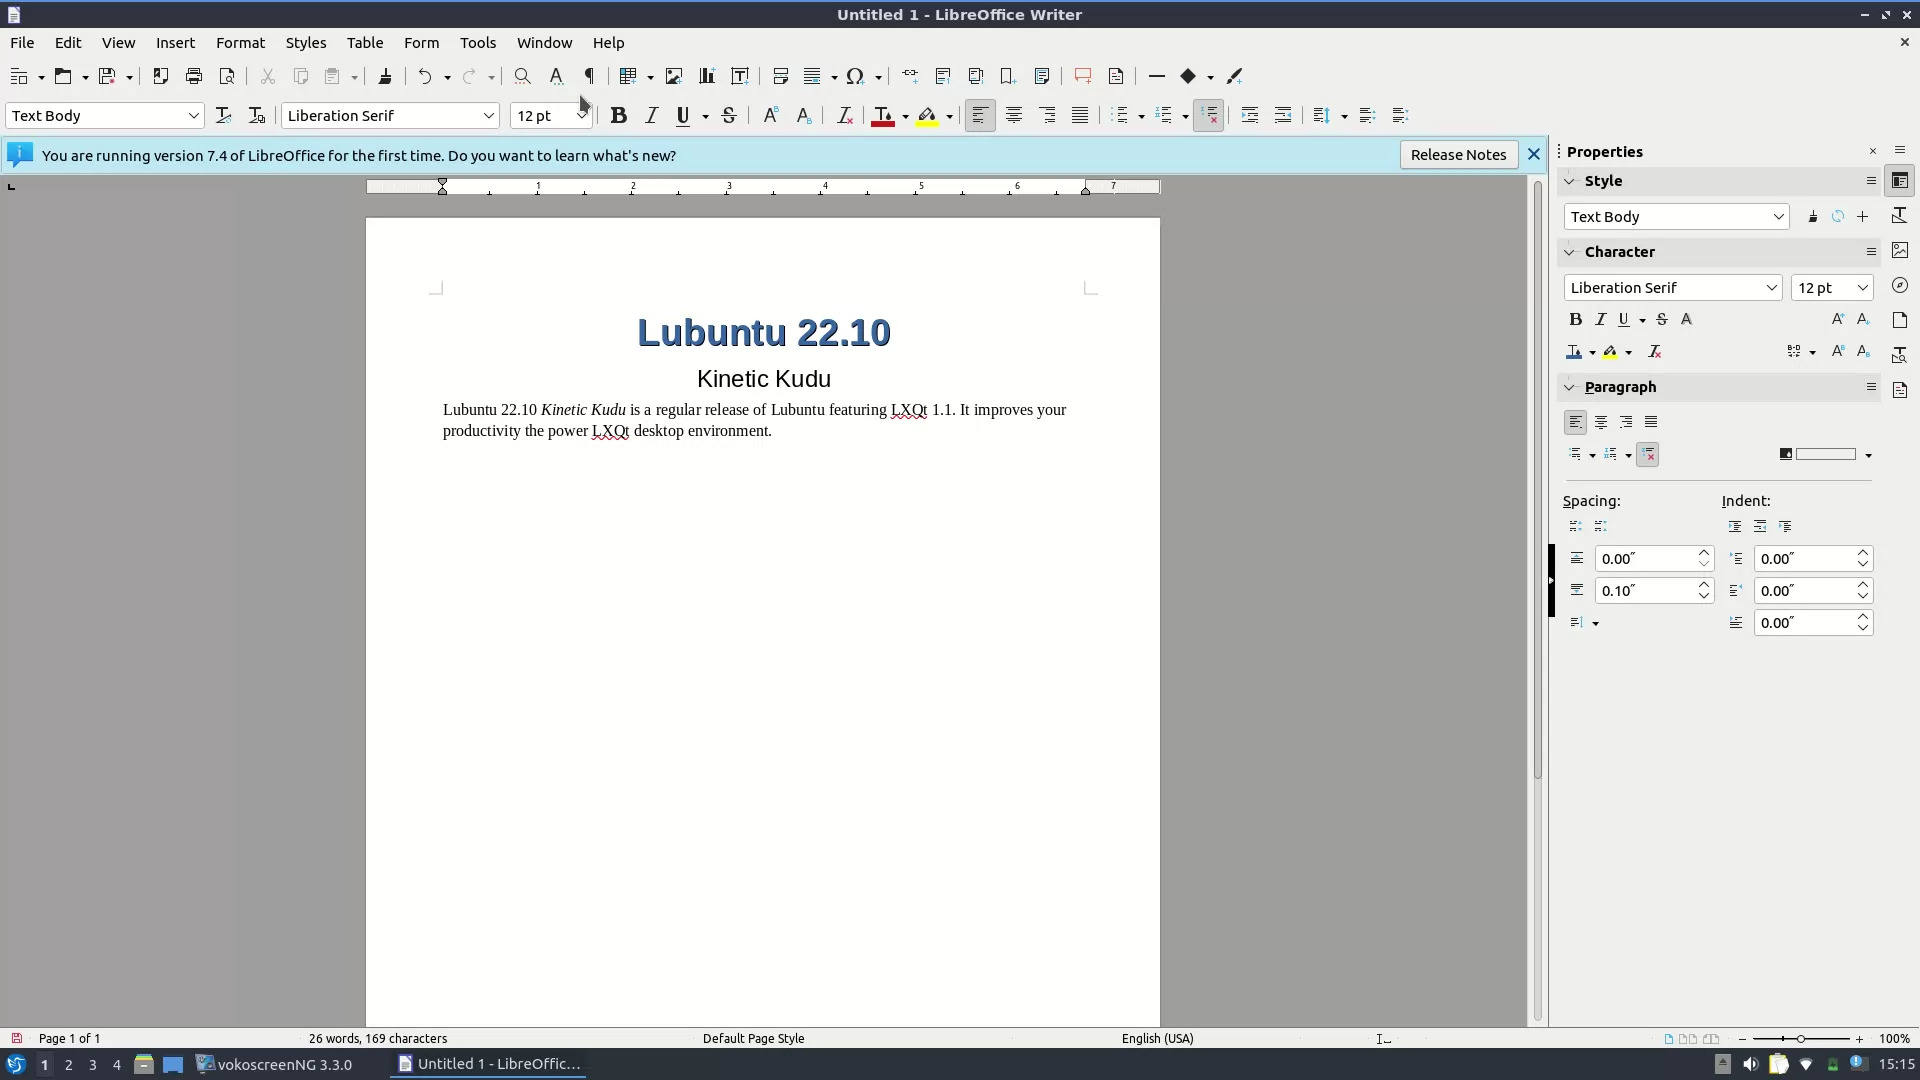 Untitled 1 - LibreOffice Writer
File Edit View Insert Format Styles Table Form Tools Window Help
Text Body Liberation Serif 12 pt
You are running version 7.4 of LibreOffice for the first time. Do you want to learn what's new? Release Notes
1 2 3 4 5 6 7
Lubuntu 22.10
Kinetic Kudu
Lubuntu 22.10 Kinetic Kudu is a regular release of Lubuntu featuring LXQt 1.1. It improves your
productivity the power LXQt desktop environment.
Properties
Style
Text Body
Character
Liberation Serif 12 pt
Paragraph
Spacing: Indent:
0.00″ 0.00″
0.10″ 0.00″
0.00″
Page 1 of 1 26 words, 169 characters Default Page Style English (USA) 100%
1 2 3 4 vokoscreenNG 3.3.0 Untitled 1 - LibreOffic... 15:15